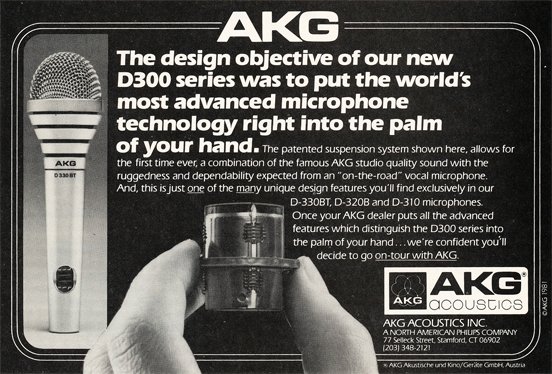 AKG
The design objective of our new
D300 series was to put the world's
most advanced microphone
technology right into the palm
of your hand. The patented suspension system shown here, allows for
the first time ever, a combination of the famous AKG studio quality sound with the
ruggedness and dependability expected from an "on-the-road" vocal microphone.
And, this is just one of the many unique design features you'll find exclusively in our
D-330BT, D-320B and D-310 microphones.
Once your AKG dealer puts all the advanced
features which distinguish the D300 series into
the palm of your hand...we're confident you'll
decide to go on-tour with AKG.
AKG
D 330 BT
AKG
AKG®
acoustics
AKG ACOUSTICS INC.
A NORTH AMERICAN PHILIPS COMPANY
77 Selleck Street, Stamford, CT 06902
(203) 348-2121
® AKG Akustische und Kino/Geräte GmbH, Austria
© AKG 1981